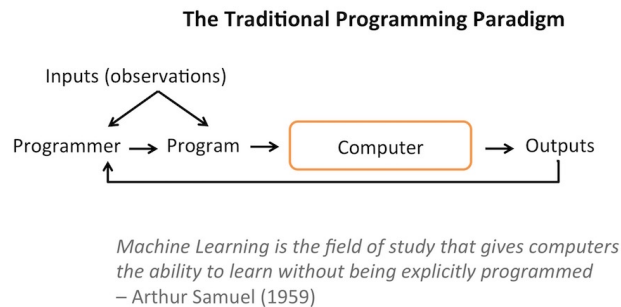 The Traditional Programming Paradigm
Inputs (observations)
Programmer
Program
Computer
Outputs
Machine Learning is the field of study that gives computers
the ability to learn without being explicitly programmed
– Arthur Samuel (1959)